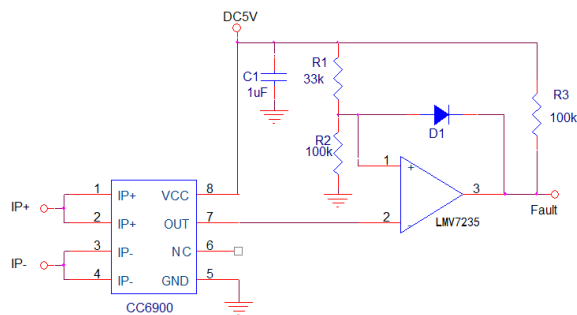 DC5V
C1
1uF
R1
33k
R3
100k
D1
R2
100k
IP+
1 IP+ VCC 8
2 IP+ OUT 7
IP-
3 IP- NC 6
4 IP- GND 5
CC6900
1 +
2 -
3
LMV7235
Fault